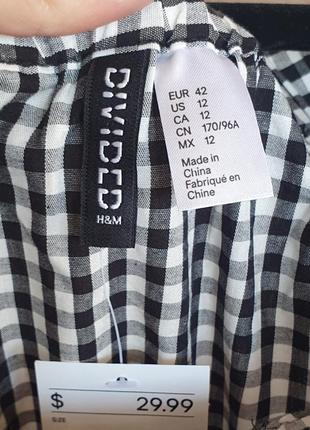 DIVIDED
H&M
EUR 42
US 12
CA 12
CN 170/96A
MX 12
Made in
China
Fabriqué en
Chine
$ 29.99
SIZE